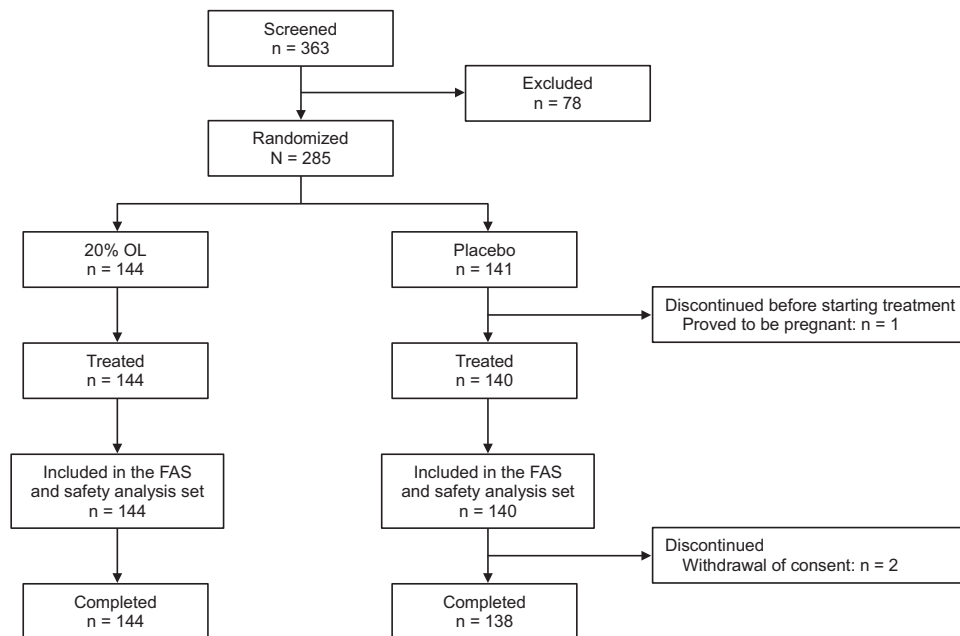 Screened
n = 363
Excluded
n = 78
Randomized
N = 285
20% OL
n = 144
Placebo
n = 141
Discontinued before starting treatment
Proved to be pregnant: n = 1
Treated
n = 144
Treated
n = 140
Included in the FAS
and safety analysis set
n = 144
Included in the FAS
and safety analysis set
n = 140
Discontinued
Withdrawal of consent: n = 2
Completed
n = 144
Completed
n = 138